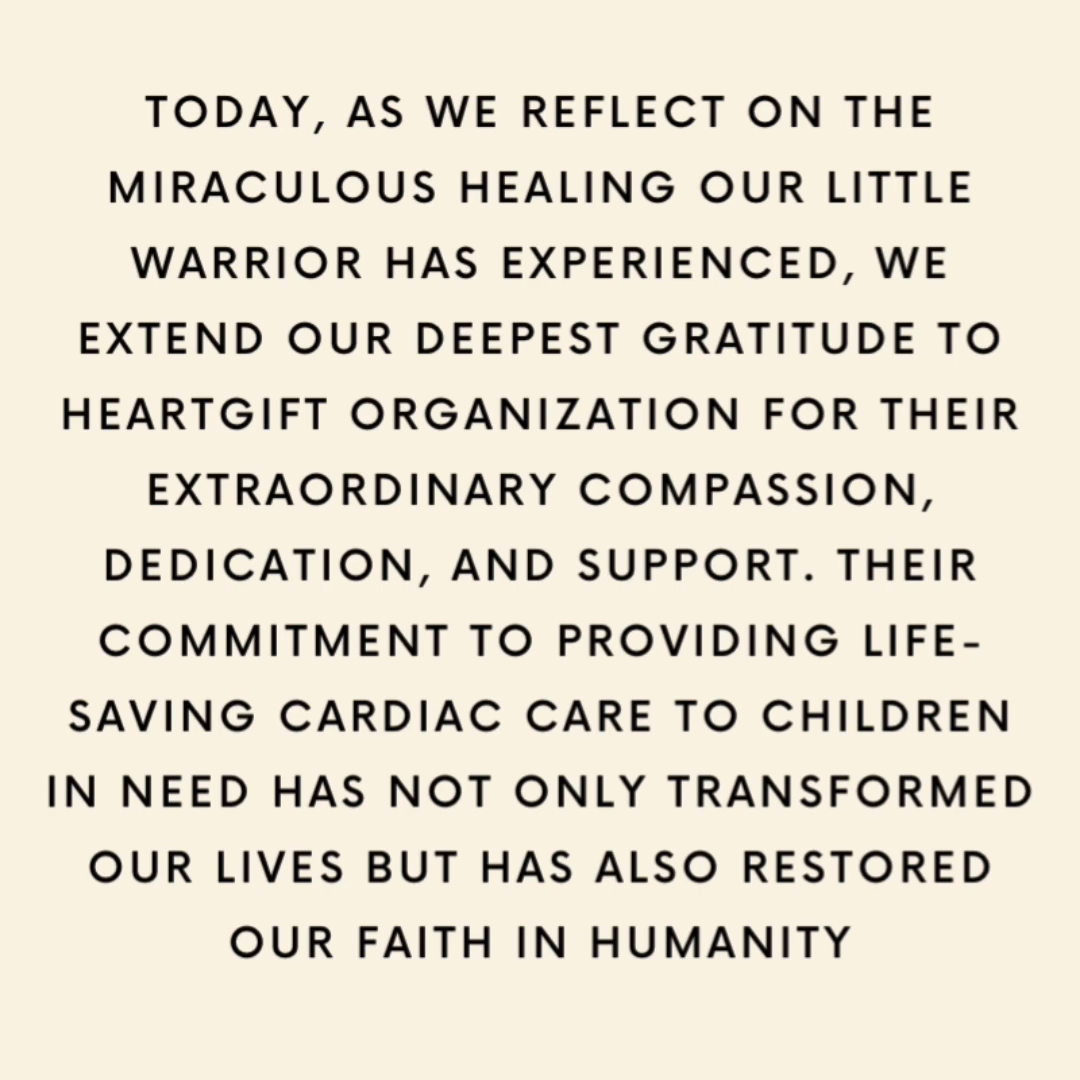 TODAY, AS WE REFLECT ON THE
MIRACULOUS HEALING OUR LITTLE
WARRIOR HAS EXPERIENCED, WE
EXTEND OUR DEEPEST GRATITUDE TO
HEARTGIFT ORGANIZATION FOR THEIR
EXTRAORDINARY COMPASSION,
DEDICATION, AND SUPPORT. THEIR
COMMITMENT TO PROVIDING LIFE-
SAVING CARDIAC CARE TO CHILDREN
IN NEED HAS NOT ONLY TRANSFORMED
OUR LIVES BUT HAS ALSO RESTORED
OUR FAITH IN HUMANITY